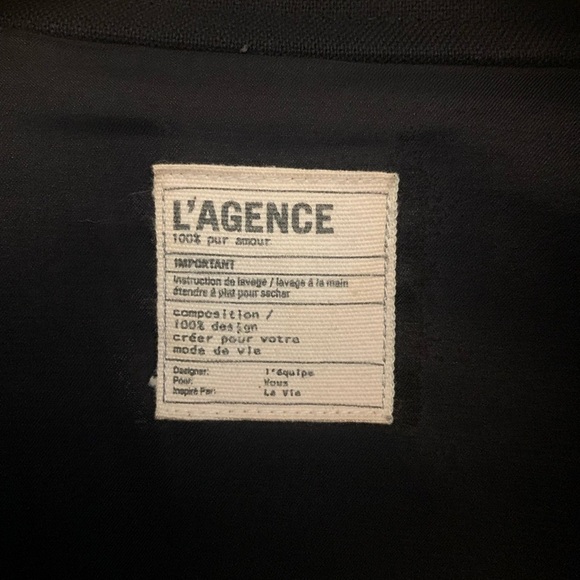 L'AGENCE
100% pur amour
IMPORTANT
Instruction de lavage / lavage à la main
étendre à plat pour secher
composition /
100% design
créer pour votre
mode de vie
Designer: l'équipe
Pour: Vous
Inspiré Par: La Vie